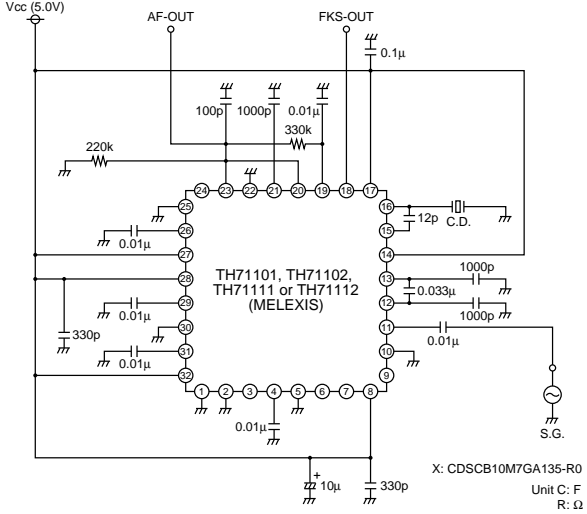 Vcc (5.0V)
AF-OUT
FKS-OUT
0.1μ
100p
1000p
0.01μ
330k
220k
24
23
22
21
20
19
18
17
25
16
12p
C.D.
26
0.01μ
15
27
14
TH71101, TH71102,
TH71111 or TH71112
(MELEXIS)
28
13
1000p
0.033μ
29
0.01μ
12
1000p
330p
30
11
0.01μ
31
0.01μ
10
32
9
1
2
3
4
5
6
7
8
S.G.
0.01μ
+
10μ
330p
X: CDSCB10M7GA135-R0
Unit C: F
R: Ω